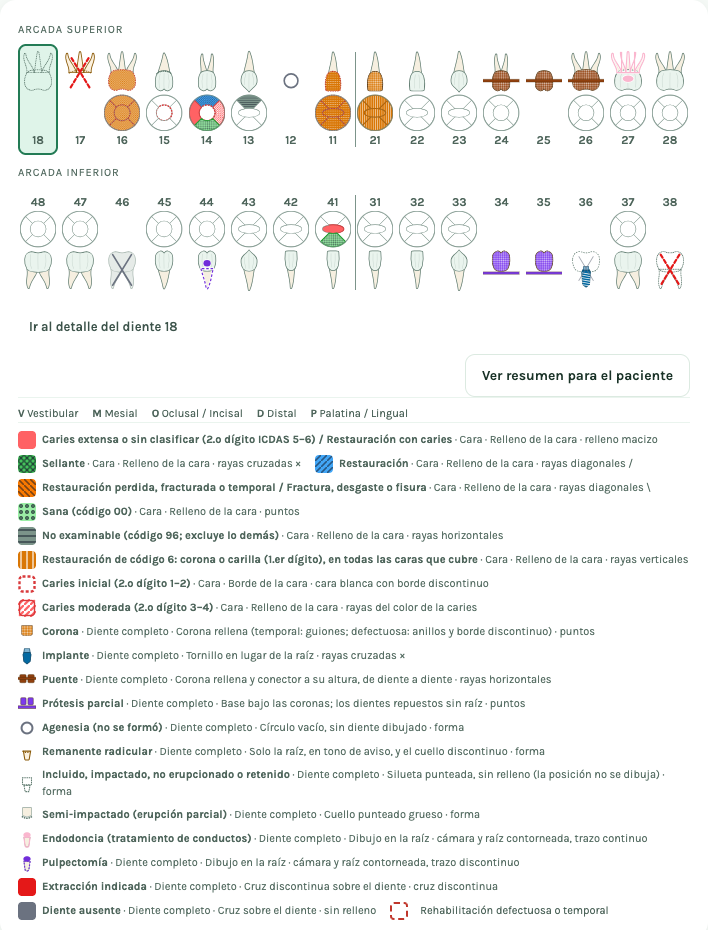 ARCADA SUPERIOR
18 17 16 15 14 13 12 11 21 22 23 24 25 26 27 28
ARCADA INFERIOR
48 47 46 45 44 43 42 41 31 32 33 34 35 36 37 38
Ir al detalle del diente 18
Ver resumen para el paciente
V Vestibular M Mesial O Oclusal / Incisal D Distal P Palatina / Lingual
Caries extensa o sin clasificar (2.o dígito ICDAS 5–6) / Restauración con caries · Cara · Relleno de la cara · relleno macizo
Sellante · Cara · Relleno de la cara · rayas cruzadas × Restauración · Cara · Relleno de la cara · rayas diagonales /
Restauración perdida, fracturada o temporal / Fractura, desgaste o fisura · Cara · Relleno de la cara · rayas diagonales \
Sana (código 00) · Cara · Relleno de la cara · puntos
No examinable (código 96; excluye lo demás) · Cara · Relleno de la cara · rayas horizontales
Restauración de código 6: corona o carilla (1.er dígito), en todas las caras que cubre · Cara · Relleno de la cara · rayas verticales
Caries inicial (2.o dígito 1–2) · Cara · Borde de la cara · cara blanca con borde discontinuo
Caries moderada (2.o dígito 3–4) · Cara · Relleno de la cara · rayas del color de la caries
Corona · Diente completo · Corona rellena (temporal: guiones; defectuosa: anillos y borde discontinuo) · puntos
Implante · Diente completo · Tornillo en lugar de la raíz · rayas cruzadas ×
Puente · Diente completo · Corona rellena y conector a su altura, de diente a diente · rayas horizontales
Prótesis parcial · Diente completo · Base bajo las coronas; los dientes repuestos sin raíz · puntos
Agenesia (no se formó) · Diente completo · Círculo vacío, sin diente dibujado · forma
Remanente radicular · Diente completo · Solo la raíz, en tono de aviso, y el cuello discontinuo · forma
Incluido, impactado, no erupcionado o retenido · Diente completo · Silueta punteada, sin relleno (la posición no se dibuja) ·
forma
Semi-impactado (erupción parcial) · Diente completo · Cuello punteado grueso · forma
Endodoncia (tratamiento de conductos) · Diente completo · Dibujo en la raíz · cámara y raíz contorneada, trazo continuo
Pulpectomía · Diente completo · Dibujo en la raíz · cámara y raíz contorneada, trazo discontinuo
Extracción indicada · Diente completo · Cruz discontinua sobre el diente · cruz discontinua
Diente ausente · Diente completo · Cruz sobre el diente · sin relleno Rehabilitación defectuosa o temporal